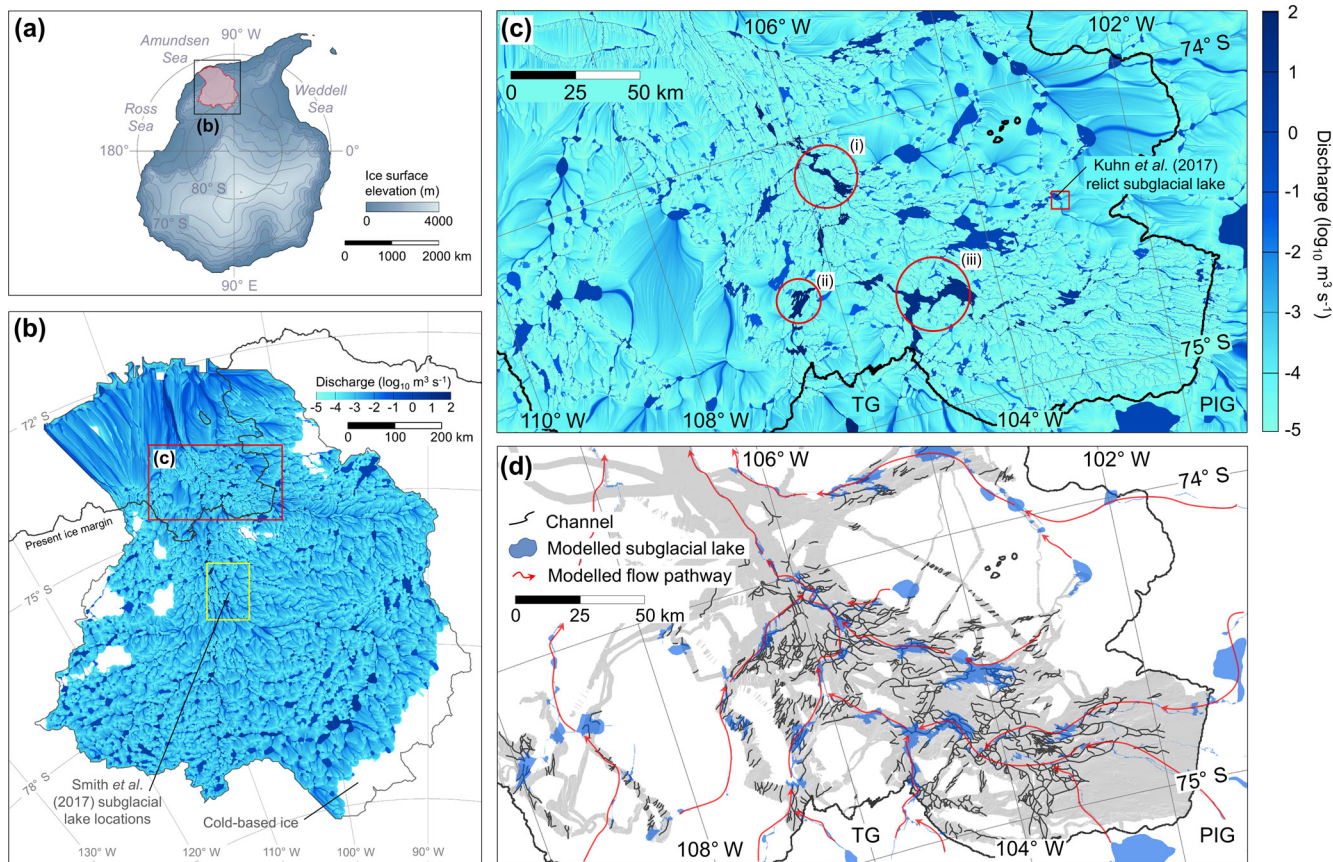 (a)
90° W
Amundsen
Sea
Ross
Sea
Weddell
Sea
(b)
180°
0°
80° S
70° S
90° E
Ice surface
elevation (m)
0 4000
0 1000 2000 km
(b)
Discharge (log10 m3 s-1)
-5 -4 -3 -2 -1 0 1 2
0 100 200 km
72° S
(c)
Present ice margin
75° S
78° S
Smith et al.
(2017) subglacial
lake locations
Cold-based ice
130° W
120° W
110° W
100° W
90° W
(c)
106° W
102° W
74° S
0 25 50 km
(i)
Kuhn et al. (2017)
relict subglacial lake
(ii)
(iii)
75° S
110° W
108° W
TG
104° W
PIG
2
1
0
-1
-2
-3
-4
-5
Discharge (log10 m3 s-1)
(d)
106° W
102° W
74° S
Channel
Modelled subglacial lake
Modelled flow pathway
0 25 50 km
75° S
108° W
TG
104° W
PIG